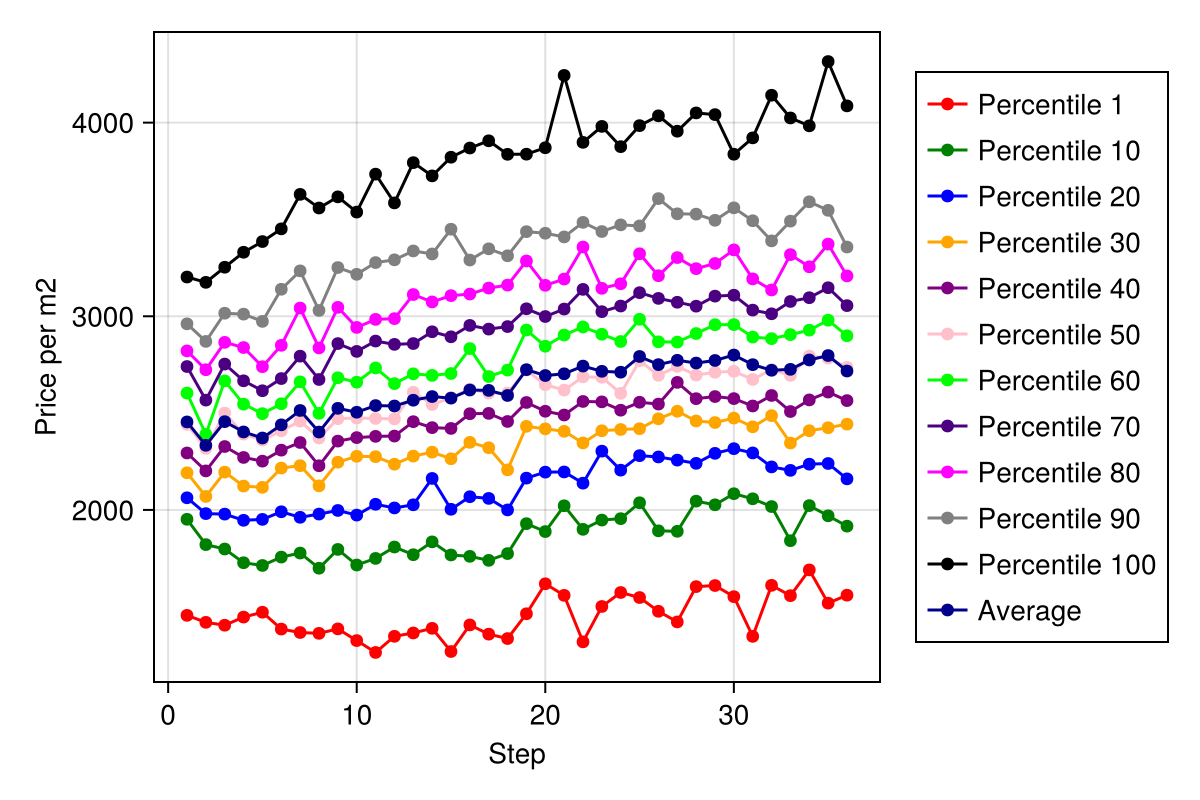 4000
3000
2000
Price per m2
0 10 20 30
Step
Percentile 1
Percentile 10
Percentile 20
Percentile 30
Percentile 40
Percentile 50
Percentile 60
Percentile 70
Percentile 80
Percentile 90
Percentile 100
Average